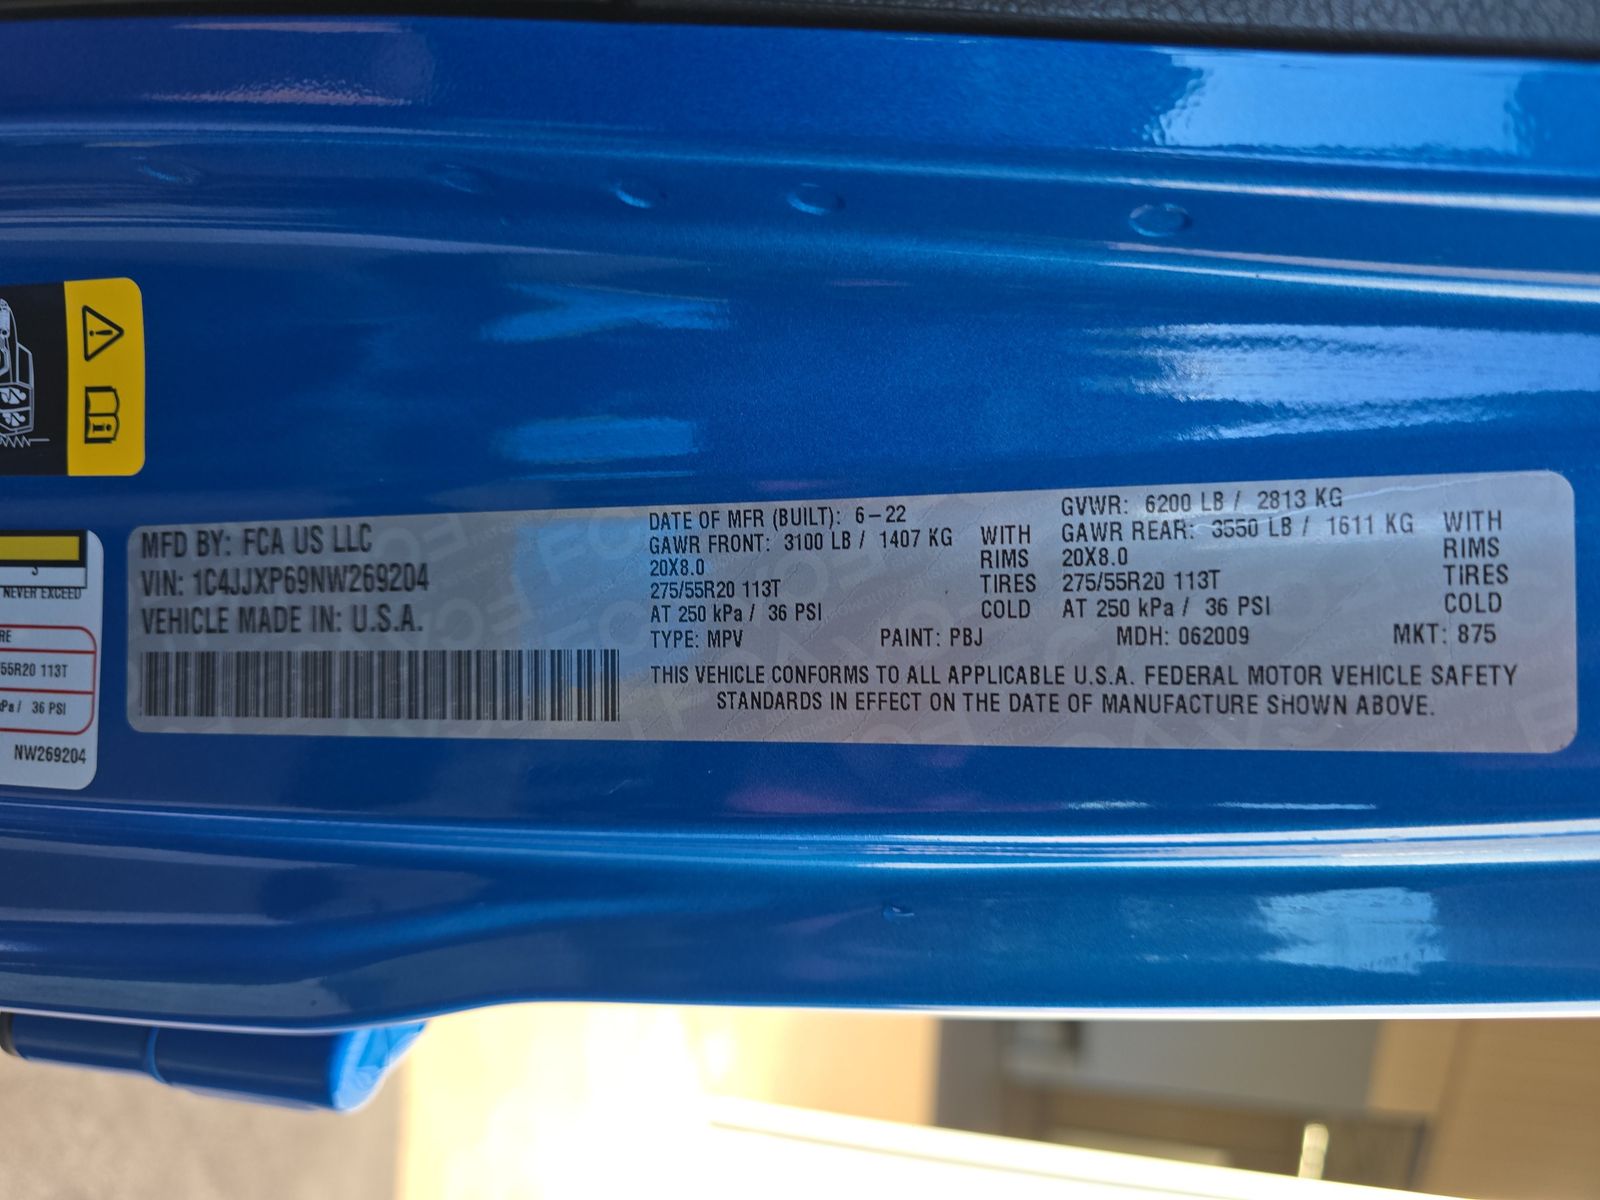 MFD BY: FCA US LLC
VIN: 1C4JJXP69NW269204
VEHICLE MADE IN: U.S.A.
DATE OF MFR (BUILT): 6-22
GAWR FRONT: 3100 LB / 1407 KG WITH
20X8.0 RIMS
275/55R20 113T TIRES
AT 250 kPa / 36 PSI COLD
GVWR: 6200 LB / 2813 KG
GAWR REAR: 3550 LB / 1611 KG WITH
20X8.0 RIMS
275/55R20 113T TIRES
AT 250 kPa / 36 PSI COLD
TYPE: MPV PAINT: PBJ MDH: 062009 MKT: 875
THIS VEHICLE CONFORMS TO ALL APPLICABLE U.S.A. FEDERAL MOTOR VEHICLE SAFETY
STANDARDS IN EFFECT ON THE DATE OF MANUFACTURE SHOWN ABOVE.
3
NEVER EXCEED
RE
55R20 113T
kPa / 36 PSI
NW269204